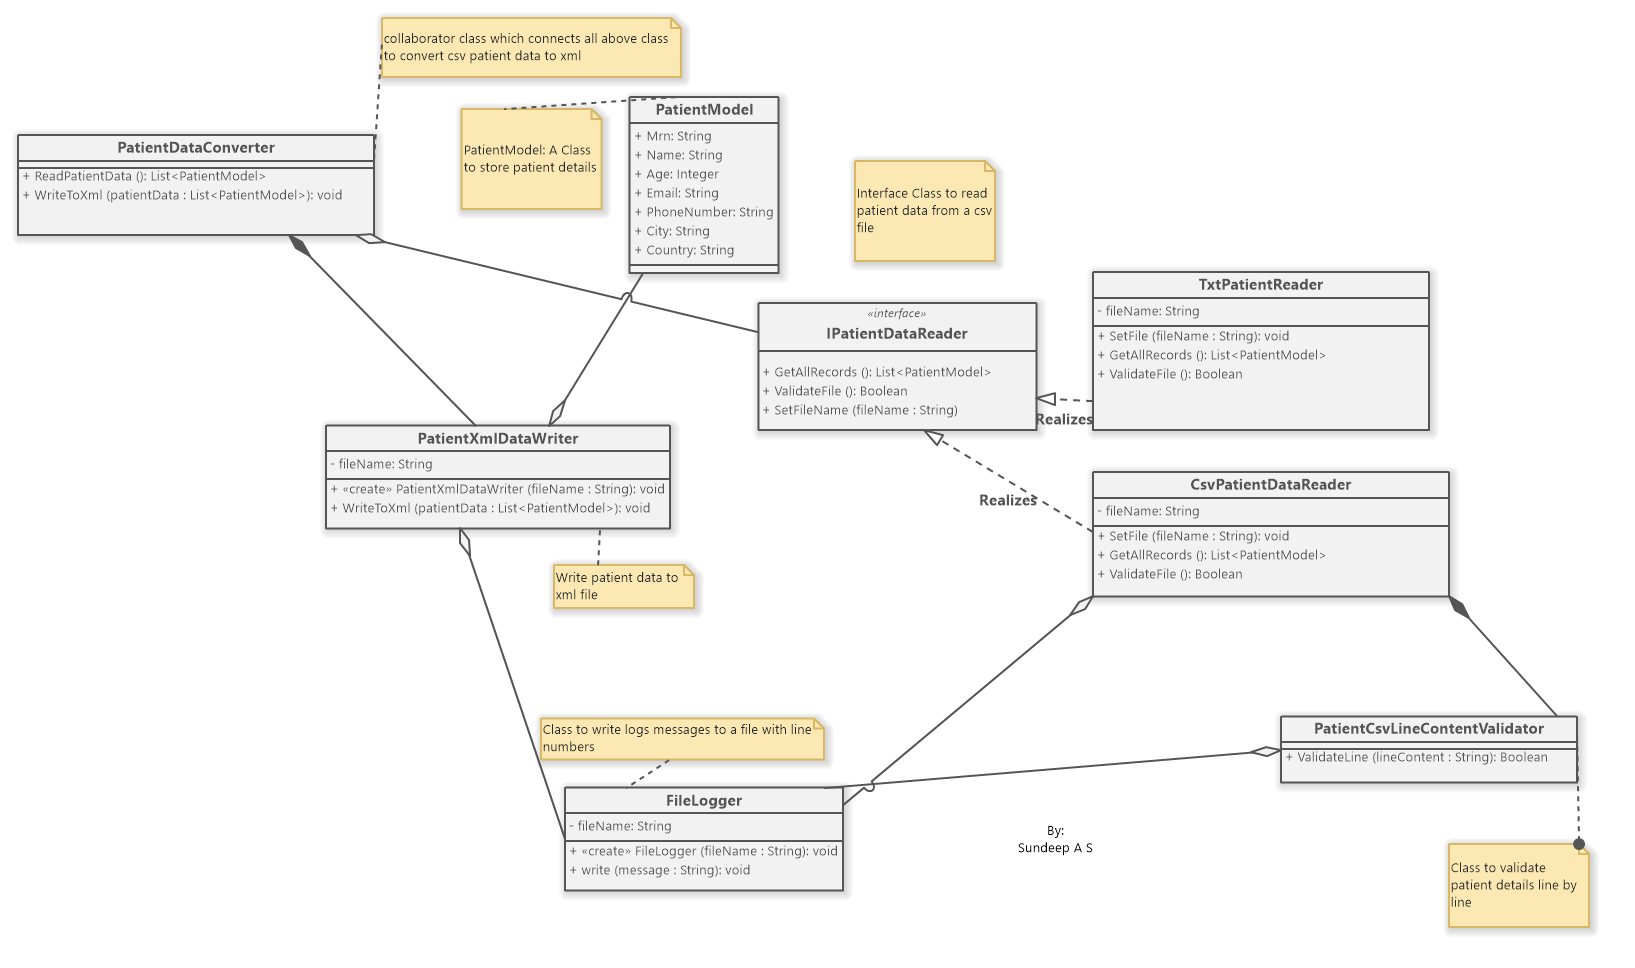 collaborator class which connects all above class
to convert csv patient data to xml
PatientModel: A Class
to store patient details
PatientModel
+ Mrn: String
+ Name: String
+ Age: Integer
+ Email: String
+ PhoneNumber: String
+ City: String
+ Country: String
PatientDataConverter
+ ReadPatientData (): List<PatientModel>
+ WriteToXml (patientData : List<PatientModel>): void
Interface Class to read
patient data from a csv
file
«interface»
IPatientDataReader
+ GetAllRecords (): List<PatientModel>
+ ValidateFile (): Boolean
+ SetFileName (fileName : String)
TxtPatientReader
- fileName: String
+ SetFile (fileName : String): void
+ GetAllRecords (): List<PatientModel>
+ ValidateFile (): Boolean
Realizes
PatientXmlDataWriter
- fileName: String
+ «create» PatientXmlDataWriter (fileName : String): void
+ WriteToXml (patientData : List<PatientModel>): void
Realizes
CsvPatientDataReader
- fileName: String
+ SetFile (fileName : String): void
+ GetAllRecords (): List<PatientModel>
+ ValidateFile (): Boolean
Write patient data to
xml file
Class to write logs messages to a file with line
numbers
PatientCsvLineContentValidator
+ ValidateLine (lineContent : String): Boolean
FileLogger
- fileName: String
+ «create» FileLogger (fileName : String): void
+ write (message : String): void
By:
Sundeep A S
Class to validate
patient details line by
line